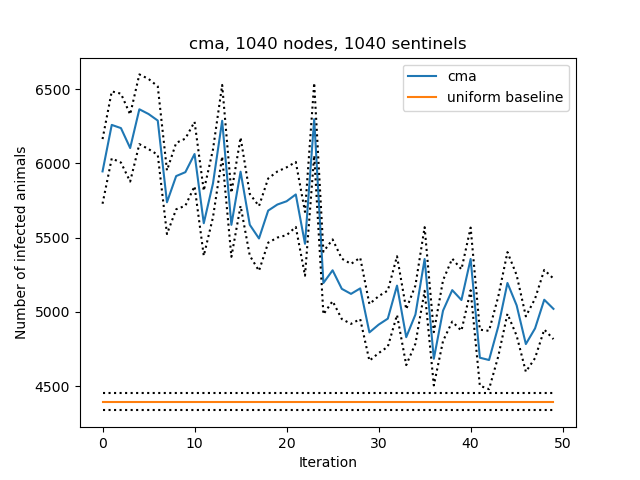 cma, 1040 nodes, 1040 sentinels
cma
uniform baseline
Number of infected animals
6500
6000
5500
5000
4500
0 10 20 30 40 50
Iteration